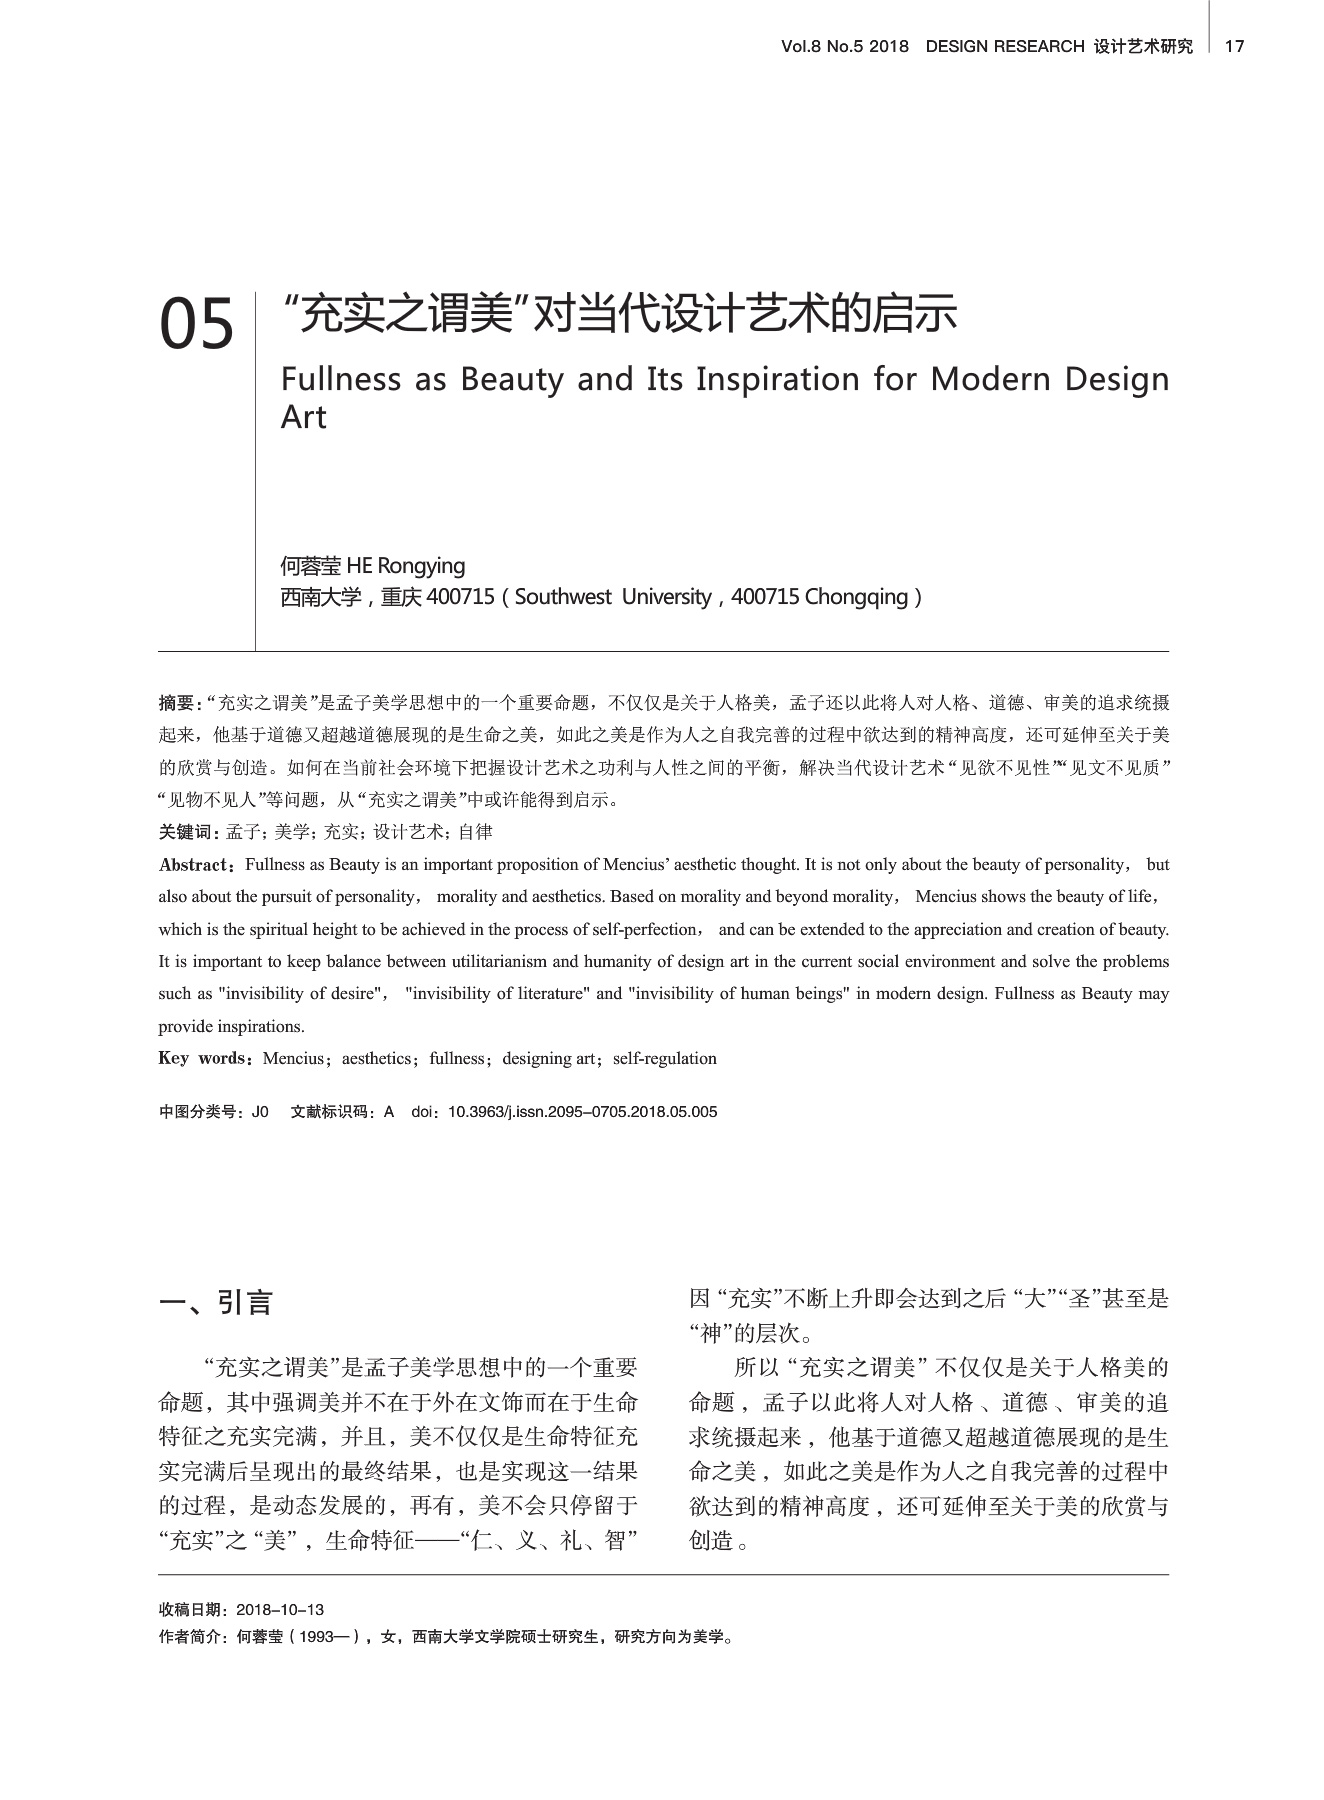 Vol.8 No.5 2018 DESIGN RESEARCH 设计艺术研究 17
05
“充实之谓美”对当代设计艺术的启示
Fullness as Beauty and Its Inspiration for Modern Design
Art
何蓉莹 HE Rongying
西南大学，重庆 400715（Southwest University，400715 Chongqing）
摘要：“充实之谓美”是孟子美学思想中的一个重要命题，不仅仅是关于人格美，孟子还以此将人对人格、道德、审美的追求统摄
起来，他基于道德又超越道德展现的是生命之美，如此之美是作为人之自我完善的过程中欲达到的精神高度，还可延伸至关于美
的欣赏与创造。如何在当前社会环境下把握设计艺术之功利与人性之间的平衡，解决当代设计艺术“见欲不见性”“见文不见质”
“见物不见人”等问题，从“充实之谓美”中或许能得到启示。
关键词：孟子；美学；充实；设计艺术；自律
Abstract：Fullness as Beauty is an important proposition of Mencius’ aesthetic thought. It is not only about the beauty of personality， but
also about the pursuit of personality， morality and aesthetics. Based on morality and beyond morality， Mencius shows the beauty of life，
which is the spiritual height to be achieved in the process of self-perfection， and can be extended to the appreciation and creation of beauty.
It is important to keep balance between utilitarianism and humanity of design art in the current social environment and solve the problems
such as "invisibility of desire"， "invisibility of literature" and "invisibility of human beings" in modern design. Fullness as Beauty may
provide inspirations.
Key words：Mencius；aesthetics；fullness；designing art；self-regulation
中图分类号：J0 文献标识码：A doi：10.3963/j.issn.2095–0705.2018.05.005
一、引言
“充实之谓美”是孟子美学思想中的一个重要
命题，其中强调美并不在于外在文饰而在于生命
特征之充实完满，并且，美不仅仅是生命特征充
实完满后呈现出的最终结果，也是实现这一结果
的过程，是动态发展的，再有，美不会只停留于
“充实”之“美”，生命特征——“仁、义、礼、智”
因“充实”不断上升即会达到之后“大”“圣”甚至是
“神”的层次。
所以“充实之谓美”不仅仅是关于人格美的
命题，孟子以此将人对人格、道德、审美的追
求统摄起来，他基于道德又超越道德展现的是生
命之美，如此之美是作为人之自我完善的过程中
欲达到的精神高度，还可延伸至关于美的欣赏与
创造。
收稿日期：2018–10–13
作者简介：何蓉莹（1993—），女，西南大学文学院硕士研究生，研究方向为美学。